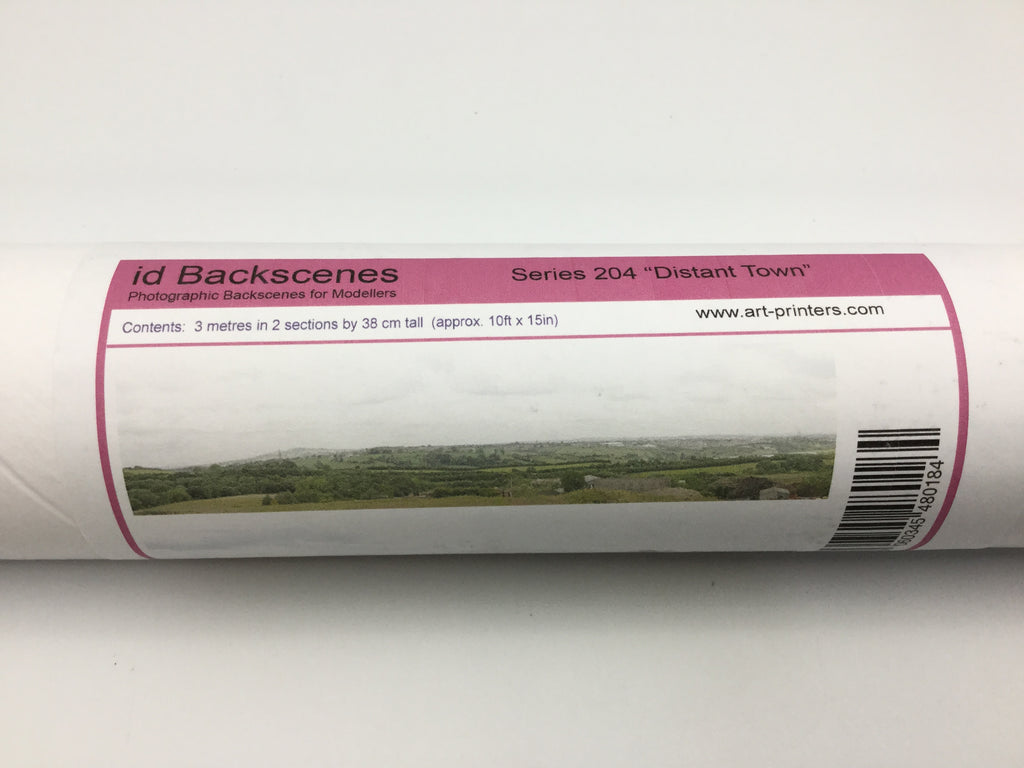 id Backscenes
Photographic Backscenes for Modellers
Series 204 “Distant Town”
Contents: 3 metres in 2 sections by 38 cm tall (approx. 10ft x 15in)
www.art-printers.com
480184